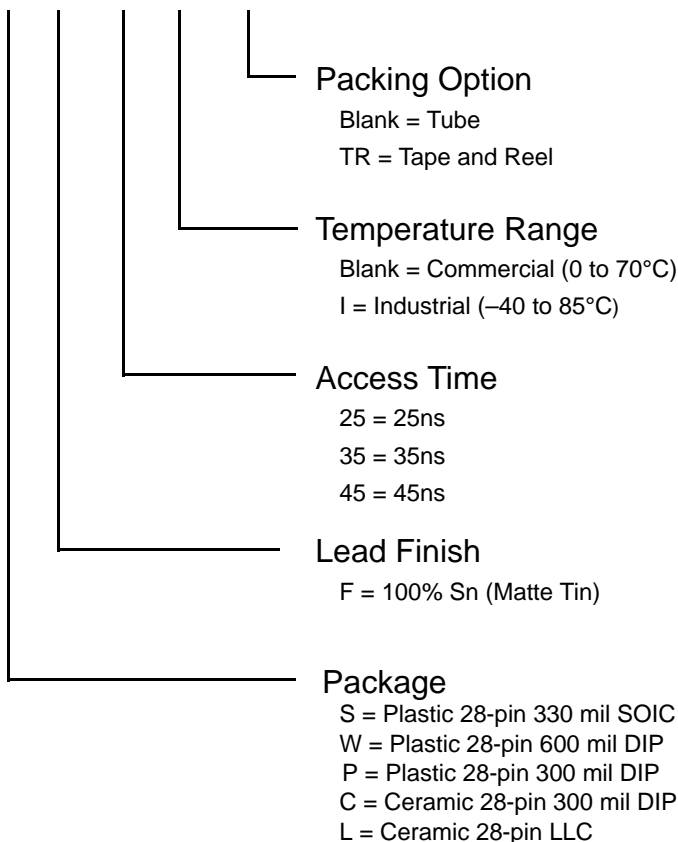 Packing Option
Blank = Tube
TR = Tape and Reel
Temperature Range
Blank = Commercial (0 to 70°C)
I = Industrial (–40 to 85°C)
Access Time
25 = 25ns
35 = 35ns
45 = 45ns
Lead Finish
F = 100% Sn (Matte Tin)
Package
S = Plastic 28-pin 330 mil SOIC
W = Plastic 28-pin 600 mil DIP
P = Plastic 28-pin 300 mil DIP
C = Ceramic 28-pin 300 mil DIP
L = Ceramic 28-pin LLC